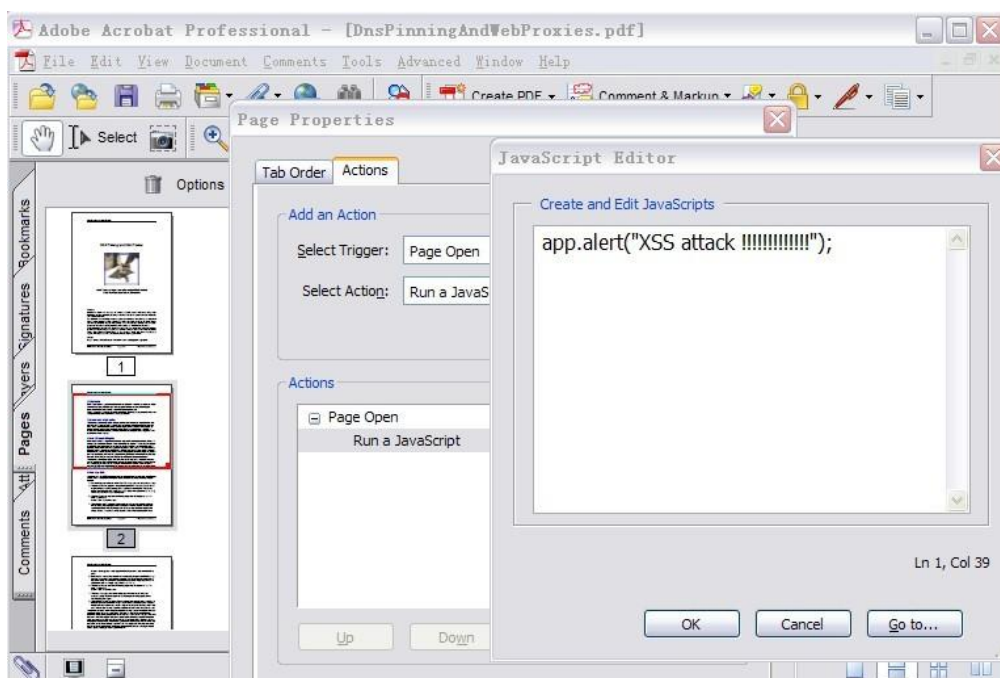 Adobe Acrobat Professional - [DnsPinningAndWebProxies.pdf]
File Edit View Document Comments Tools Advanced Window Help
Create PDF Comment & Markup
Select
Page Properties
Options
Tab Order Actions
Add an Action
Select Trigger: Page Open
Select Action: Run a JavaS
Actions
Page Open
Run a JavaScript
Up Down
JavaScript Editor
Create and Edit JavaScripts
app.alert("XSS attack !!!!!!!!!!!!!");
Ln 1, Col 39
OK Cancel Go to...
Bookmarks
Signatures
ayers
Pages
Att
Comments
1
2